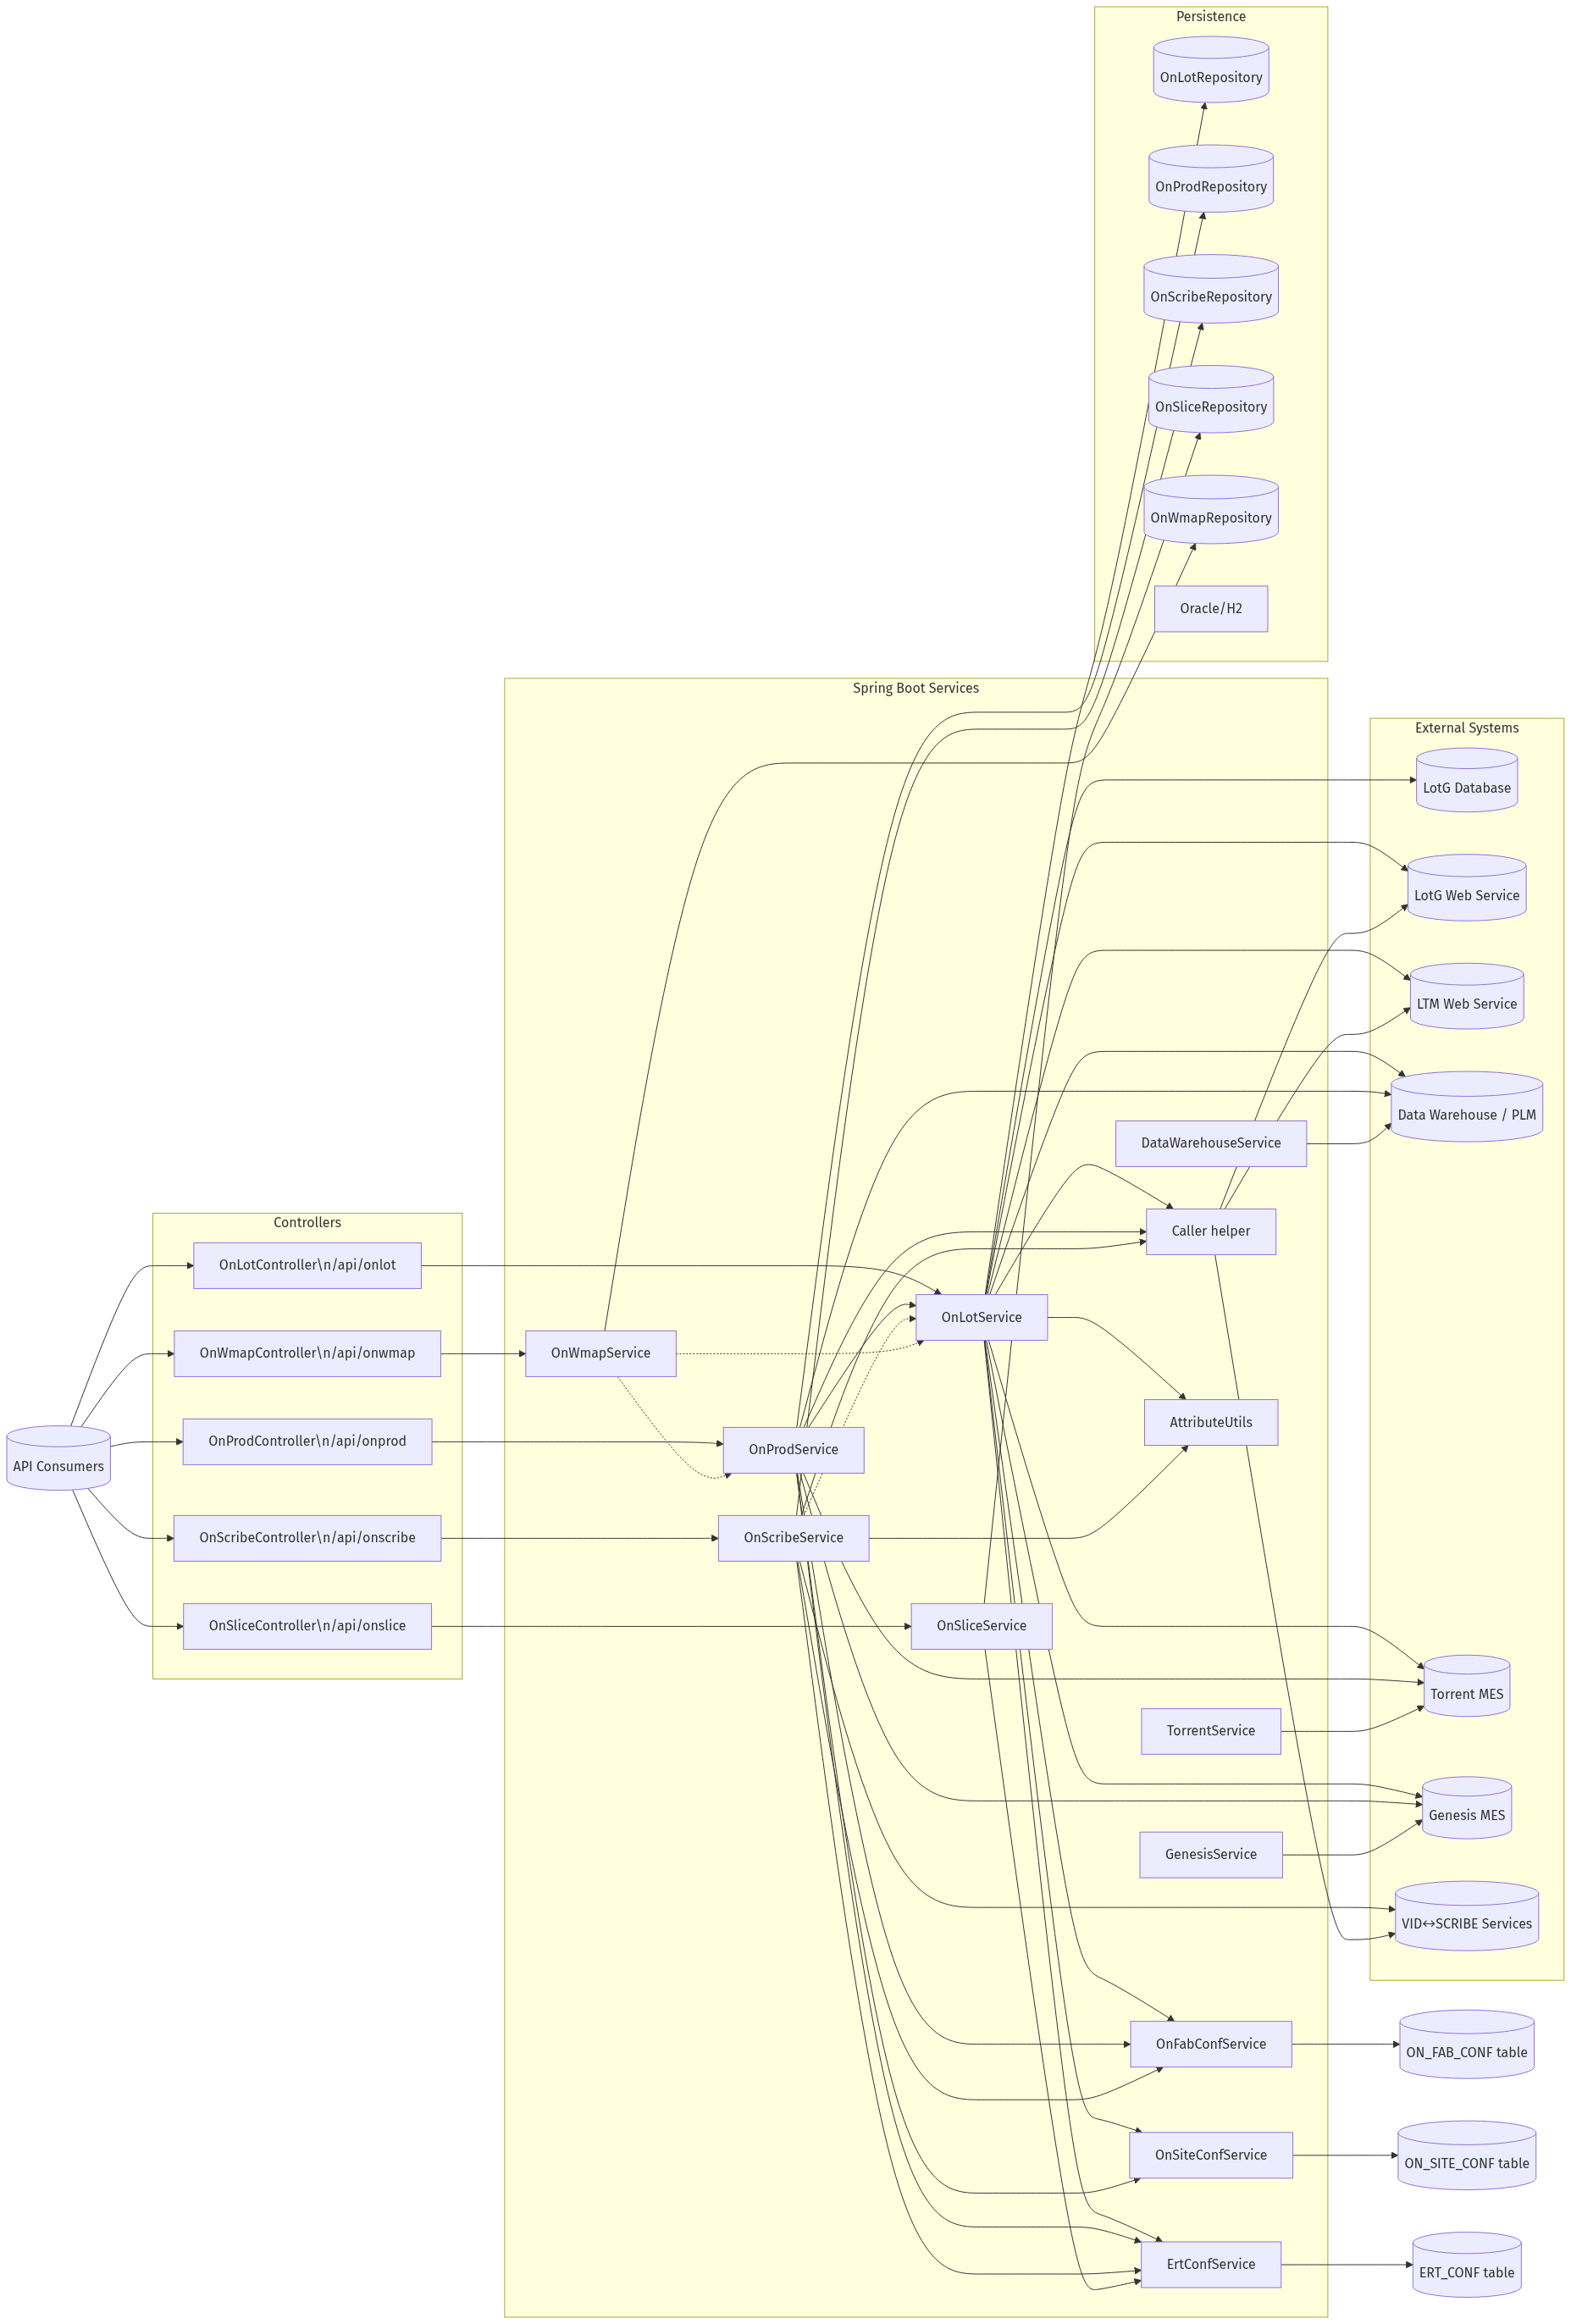 Persistence
OnLotRepository
OnProdRepository
OnScribeRepository
OnSliceRepository
OnWmapRepository
Oracle/H2
Spring Boot Services
External Systems
LotG Database
LotG Web Service
LTM Web Service
Data Warehouse / PLM
DataWarehouseService
Controllers
Caller helper
OnLotController\n/api/onlot
OnLotService
OnWmapController\n/api/onwmap
OnWmapService
AttributeUtils
OnProdController\n/api/onprod
OnProdService
API Consumers
OnScribeController\n/api/onscribe
OnScribeService
OnSliceController\n/api/onslice
OnSliceService
Torrent MES
TorrentService
Genesis MES
GenesisService
VID↔SCRIBE Services
OnFabConfService
ON_FAB_CONF table
OnSiteConfService
ON_SITE_CONF table
ErtConfService
ERT_CONF table